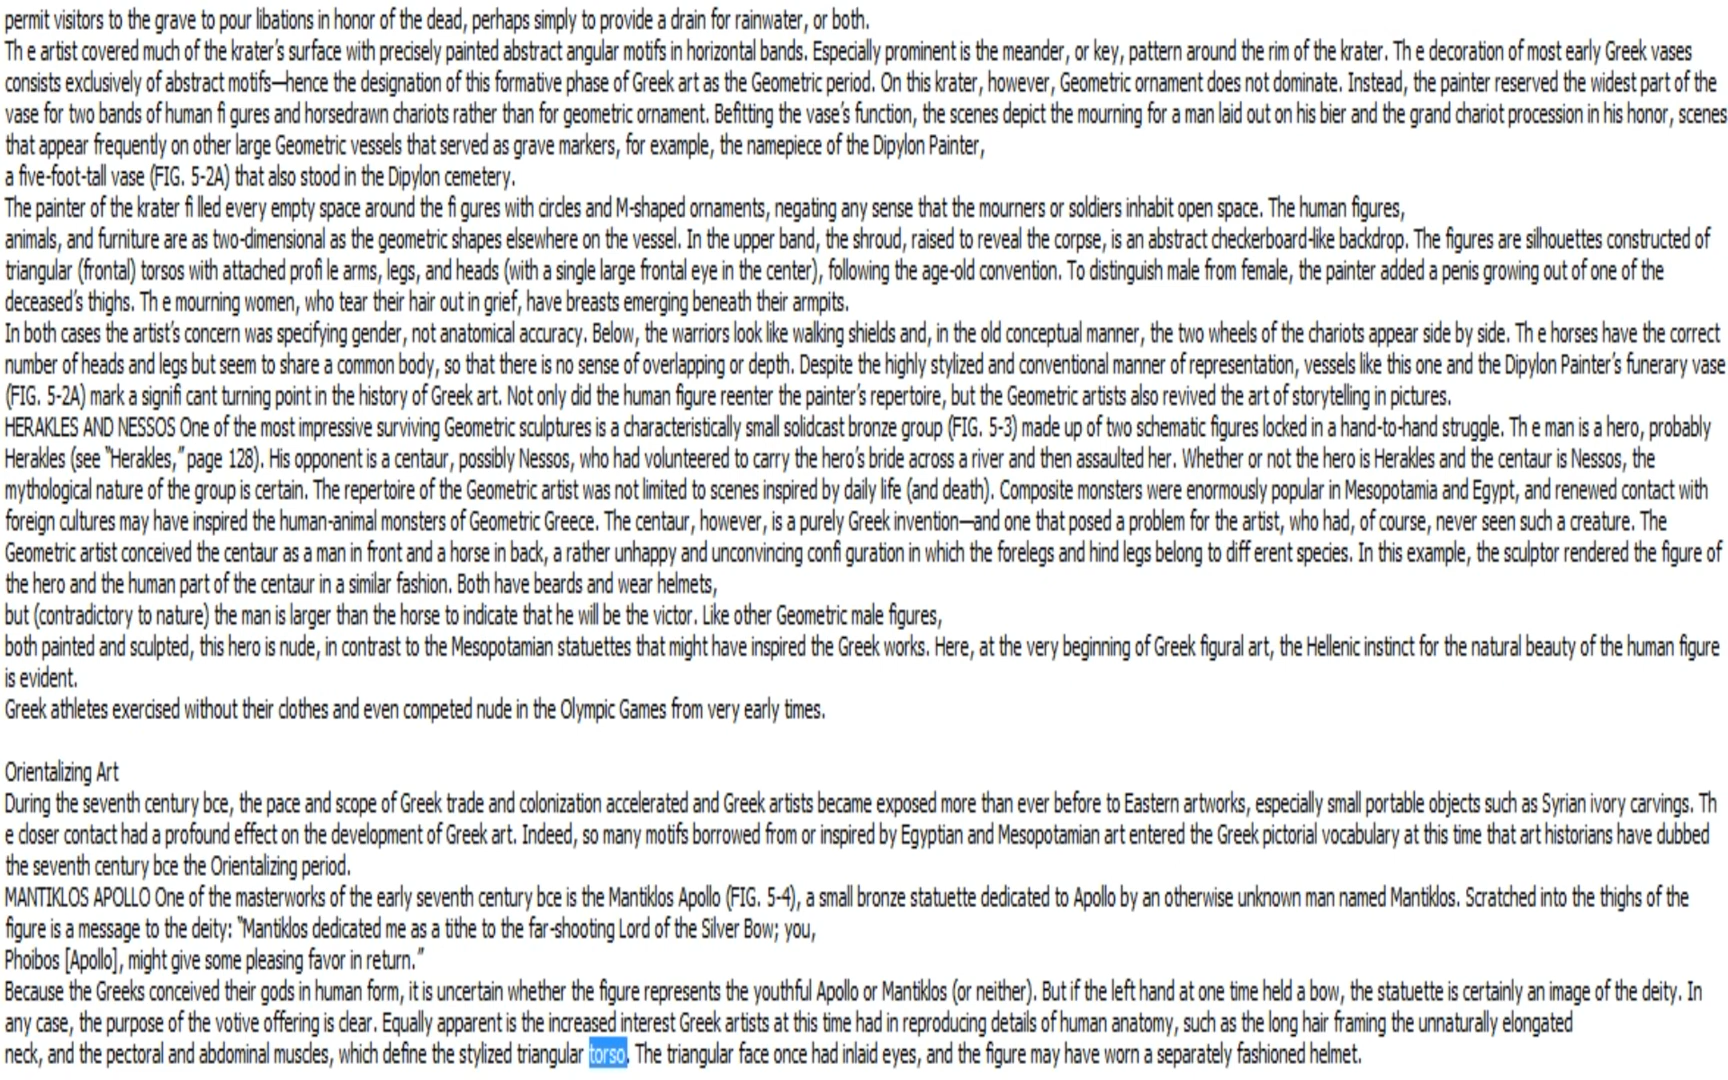 permit visitors to the grave to pour libations in honor of the dead, perhaps simply to provide a drain for rainwater, or both.
Th e artist covered much of the krater's surface with precisely painted abstract angular motifs in horizontal bands. Especially prominent is the meander, or key, pattern around the rim of the krater. Th e decoration of most early Greek vases
consists exclusively of abstract motifs—hence the designation of this formative phase of Greek art as the Geometric period. On this krater, however, Geometric ornament does not dominate. Instead, the painter reserved the widest part of the
vase for two bands of human fi gures and horsedrawn chariots rather than for geometric ornament. Befitting the vase's function, the scenes depict the mourning for a man laid out on his bier and the grand chariot procession in his honor, scenes
that appear frequently on other large Geometric vessels that served as grave markers, for example, the namepiece of the Dipylon Painter,
a five-foot-tall vase (FIG. 5-2A) that also stood in the Dipylon cemetery.
The painter of the krater fi lled every empty space around the fi gures with circles and M-shaped ornaments, negating any sense that the mourners or soldiers inhabit open space. The human figures,
animals, and furniture are as two-dimensional as the geometric shapes elsewhere on the vessel. In the upper band, the shroud, raised to reveal the corpse, is an abstract checkerboard-like backdrop. The figures are silhouettes constructed of
triangular (frontal) torsos with attached profi le arms, legs, and heads (with a single large frontal eye in the center), following the age-old convention. To distinguish male from female, the painter added a penis growing out of one of the
deceased's thighs. Th e mourning women, who tear their hair out in grief, have breasts emerging beneath their armpits.
In both cases the artist's concern was specifying gender, not anatomical accuracy. Below, the warriors look like walking shields and, in the old conceptual manner, the two wheels of the chariots appear side by side. Th e horses have the correct
number of heads and legs but seem to share a common body, so that there is no sense of overlapping or depth. Despite the highly stylized and conventional manner of representation, vessels like this one and the Dipylon Painter's funerary vase
(FIG. 5-2A) mark a signifi cant turning point in the history of Greek art. Not only did the human figure reenter the painter's repertoire, but the Geometric artists also revived the art of storytelling in pictures.
HERAKLES AND NESSOS One of the most impressive surviving Geometric sculptures is a characteristically small solidcast bronze group (FIG. 5-3) made up of two schematic figures locked in a hand-to-hand struggle. Th e man is a hero, probably
Herakles (see "Herakles," page 128). His opponent is a centaur, possibly Nessos, who had volunteered to carry the hero's bride across a river and then assaulted her. Whether or not the hero is Herakles and the centaur is Nessos, the
mythological nature of the group is certain. The repertoire of the Geometric artist was not limited to scenes inspired by daily life (and death). Composite monsters were enormously popular in Mesopotamia and Egypt, and renewed contact with
foreign cultures may have inspired the human-animal monsters of Geometric Greece. The centaur, however, is a purely Greek invention—and one that posed a problem for the artist, who had, of course, never seen such a creature. The
Geometric artist conceived the centaur as a man in front and a horse in back, a rather unhappy and unconvincing confi guration in which the forelegs and hind legs belong to diff erent species. In this example, the sculptor rendered the figure of
the hero and the human part of the centaur in a similar fashion. Both have beards and wear helmets,
but (contradictory to nature) the man is larger than the horse to indicate that he will be the victor. Like other Geometric male figures,
both painted and sculpted, this hero is nude, in contrast to the Mesopotamian statuettes that might have inspired the Greek works. Here, at the very beginning of Greek figural art, the Hellenic instinct for the natural beauty of the human figure
is evident.
Greek athletes exercised without their clothes and even competed nude in the Olympic Games from very early times.
Orientalizing Art
During the seventh century bce, the pace and scope of Greek trade and colonization accelerated and Greek artists became exposed more than ever before to Eastern artworks, especially small portable objects such as Syrian ivory carvings. Th
e closer contact had a profound effect on the development of Greek art. Indeed, so many motifs borrowed from or inspired by Egyptian and Mesopotamian art entered the Greek pictorial vocabulary at this time that art historians have dubbed
the seventh century bce the Orientalizing period.
MANTIKLOS APOLLO One of the masterworks of the early seventh century bce is the Mantiklos Apollo (FIG. 5-4), a small bronze statuette dedicated to Apollo by an otherwise unknown man named Mantiklos. Scratched into the thighs of the
figure is a message to the deity: "Mantiklos dedicated me as a tithe to the far-shooting Lord of the Silver Bow; you,
Phoibos [Apollo], might give some pleasing favor in return."
Because the Greeks conceived their gods in human form, it is uncertain whether the figure represents the youthful Apollo or Mantiklos (or neither). But if the left hand at one time held a bow, the statuette is certainly an image of the deity. In
any case, the purpose of the votive offering is clear. Equally apparent is the increased interest Greek artists at this time had in reproducing details of human anatomy, such as the long hair framing the unnaturally elongated
neck, and the pectoral and abdominal muscles, which define the stylized triangular torso. The triangular face once had inlaid eyes, and the figure may have worn a separately fashioned helmet.